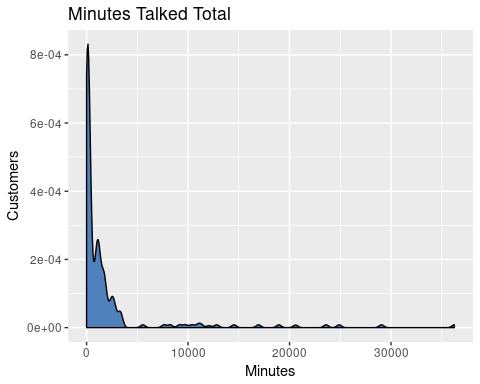 Minutes Talked Total
8e-04
6e-04
4e-04
2e-04
0e+00
Customers
0
10000
20000
30000
Minutes